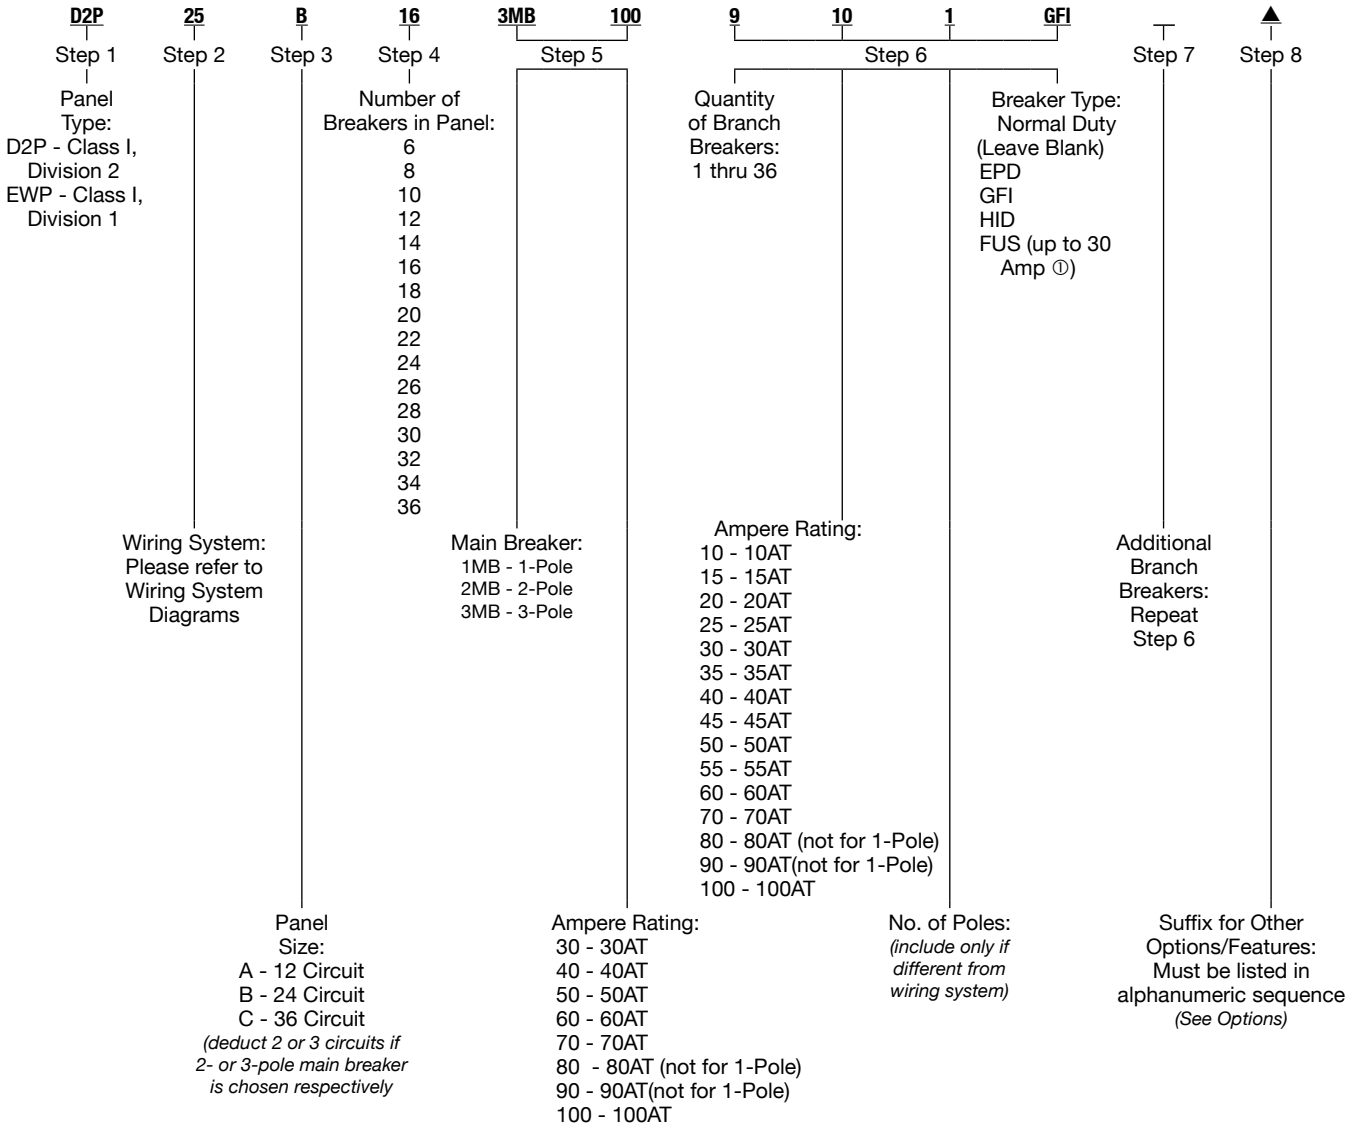 D2P 25 B 16 3MB 100 9 10 1 GFI ▲
Step 1 Step 2 Step 3 Step 4 Step 5 Step 6 Step 7 Step 8
Panel
Type:
D2P - Class I,
Division 2
EWP - Class I,
Division 1
Number of
Breakers in Panel:
6
8
10
12
14
16
18
20
22
24
26
28
30
32
34
36
Quantity
of Branch
Breakers:
1 thru 36
Breaker Type:
Normal Duty
(Leave Blank)
EPD
GFI
HID
FUS (up to 30
Amp ①)
Wiring System:
Please refer to
Wiring System
Diagrams
Main Breaker:
1MB - 1-Pole
2MB - 2-Pole
3MB - 3-Pole
Ampere Rating:
10 - 10AT
15 - 15AT
20 - 20AT
25 - 25AT
30 - 30AT
35 - 35AT
40 - 40AT
45 - 45AT
50 - 50AT
55 - 55AT
60 - 60AT
70 - 70AT
80 - 80AT (not for 1-Pole)
90 - 90AT(not for 1-Pole)
100 - 100AT
Additional
Branch
Breakers:
Repeat
Step 6
Panel
Size:
A - 12 Circuit
B - 24 Circuit
C - 36 Circuit
(deduct 2 or 3 circuits if
2- or 3-pole main breaker
is chosen respectively
Ampere Rating:
30 - 30AT
40 - 40AT
50 - 50AT
60 - 60AT
70 - 70AT
80 - 80AT (not for 1-Pole)
90 - 90AT(not for 1-Pole)
100 - 100AT
No. of Poles:
(include only if
different from
wiring system)
Suffix for Other
Options/Features:
Must be listed in
alphanumeric sequence
(See Options)